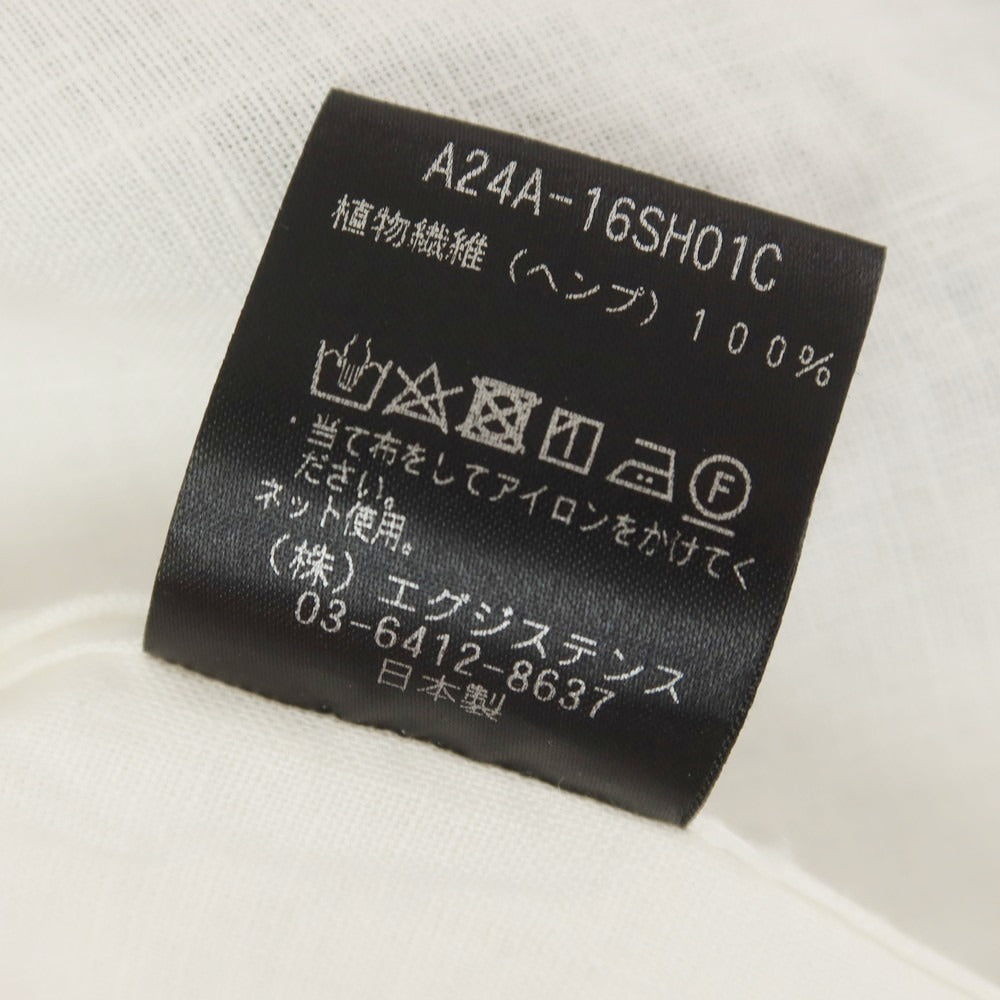 A24A-16SH01C
植物繊維（ヘンプ）100%
F
・当て布をしてアイロンをかけてく
ださい。
ネット使用。
（株）エグジステンス
03-6412-8637
日本製